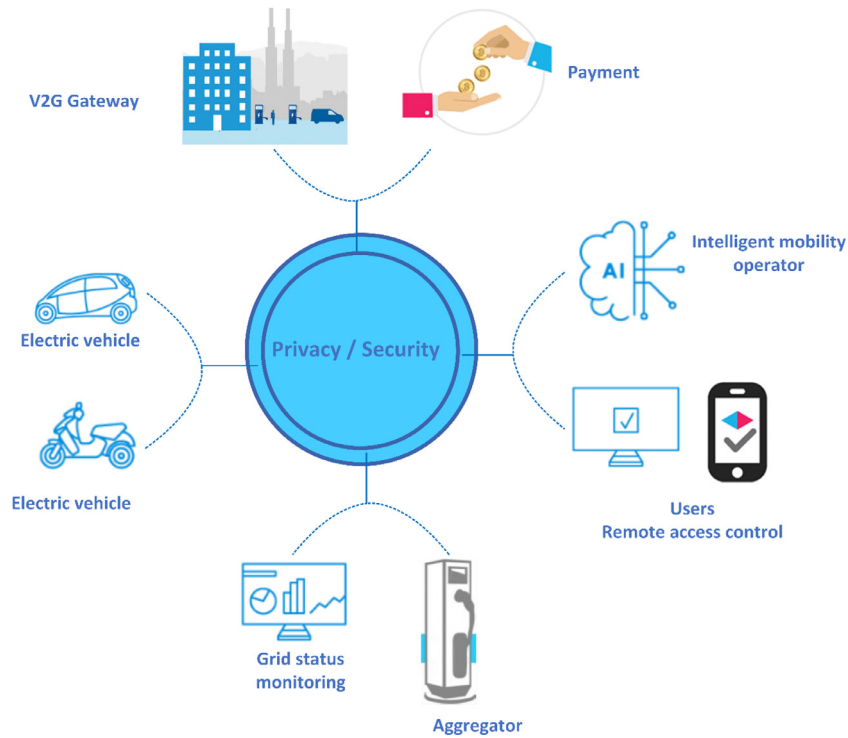 V2G Gateway
Payment
Intelligent mobility
operator
AI
Electric vehicle
Privacy / Security
Electric vehicle
Users
Remote access control
Grid status
monitoring
Aggregator